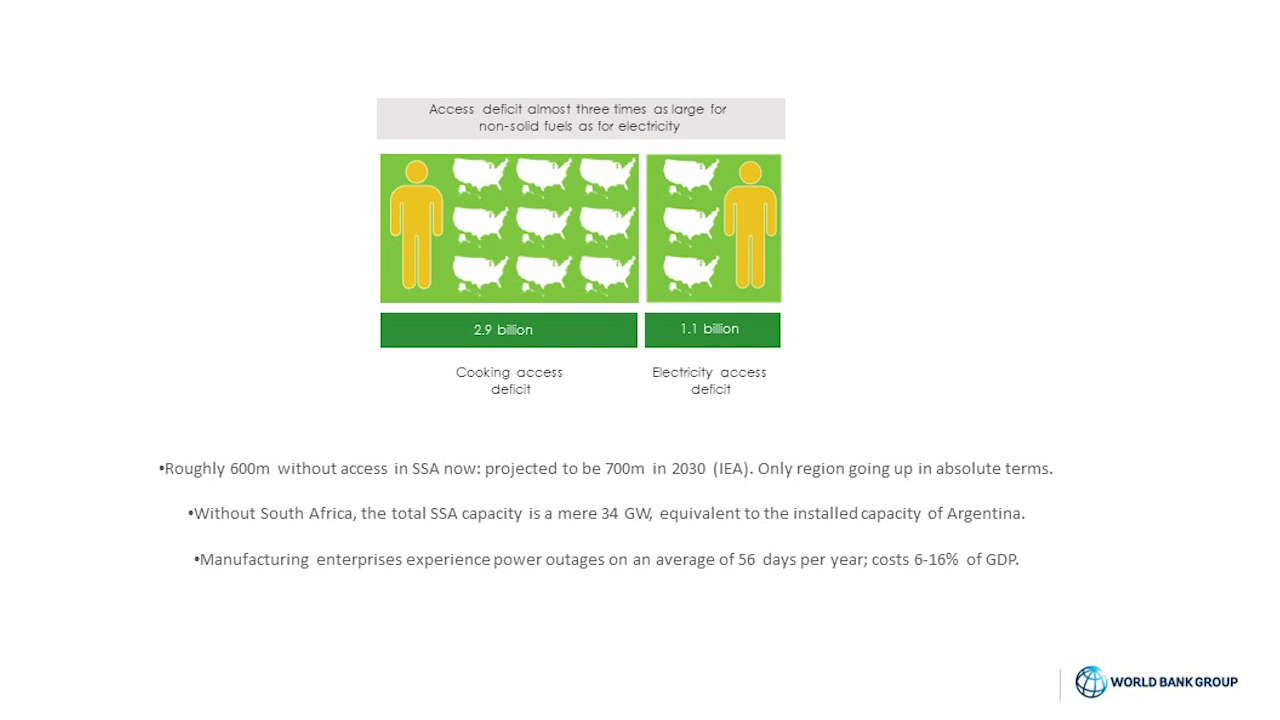 Access deficit almost three times as large for
non-solid fuels as for electricity
2.9 billion
1.1 billion
Cooking access
deficit
Electricity access
deficit
•Roughly 600m without access in SSA now: projected to be 700m in 2030 (IEA). Only region going up in absolute terms.
•Without South Africa, the total SSA capacity is a mere 34 GW, equivalent to the installed capacity of Argentina.
•Manufacturing enterprises experience power outages on an average of 56 days per year; costs 6-16% of GDP.
WORLD BANK GROUP